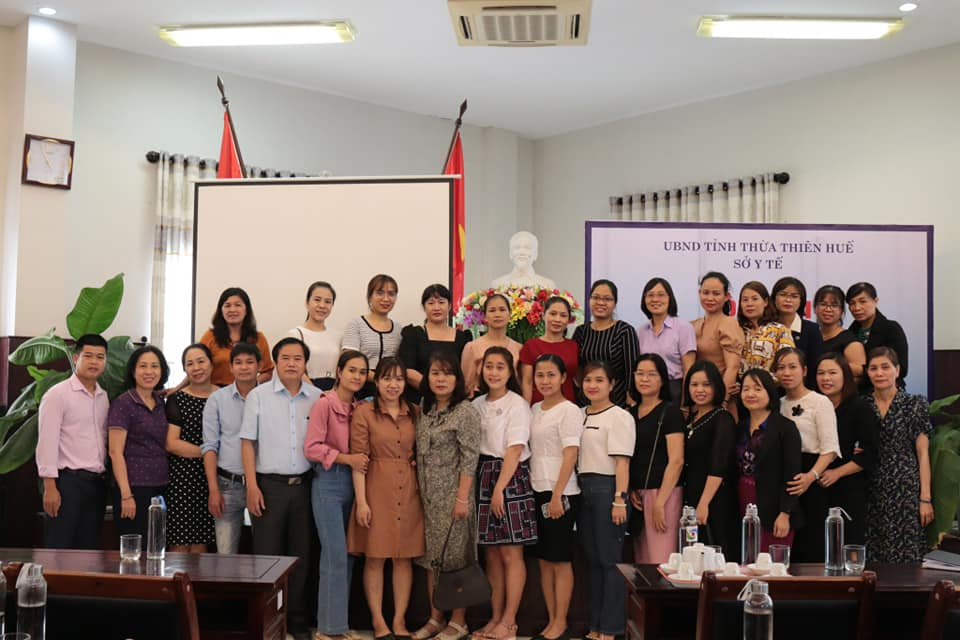 UBND TỈNH THỪA THIÊN HUẾ
SỞ Y TẾ